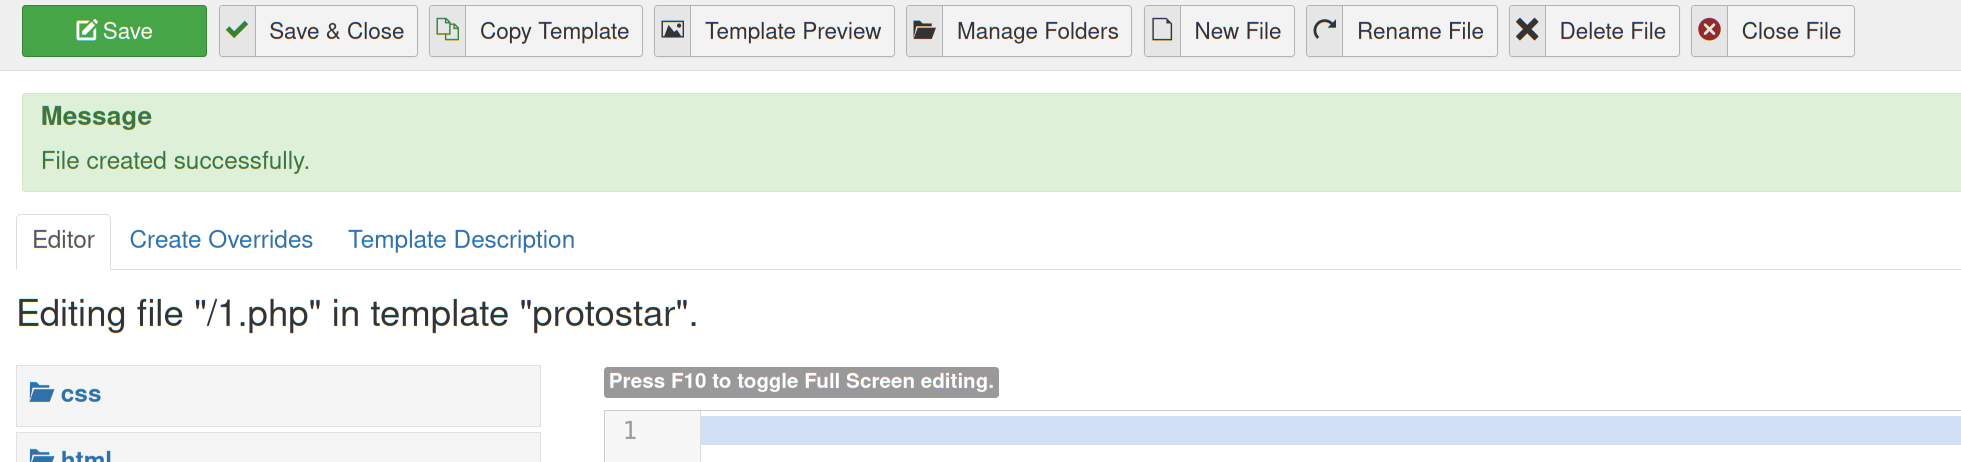 Save Save & Close Copy Template Template Preview Manage Folders New File Rename File Delete File Close File
Message
File created successfully.
Editor Create Overrides Template Description
Editing file "/1.php" in template "protostar".
css
html
Press F10 to toggle Full Screen editing.
1